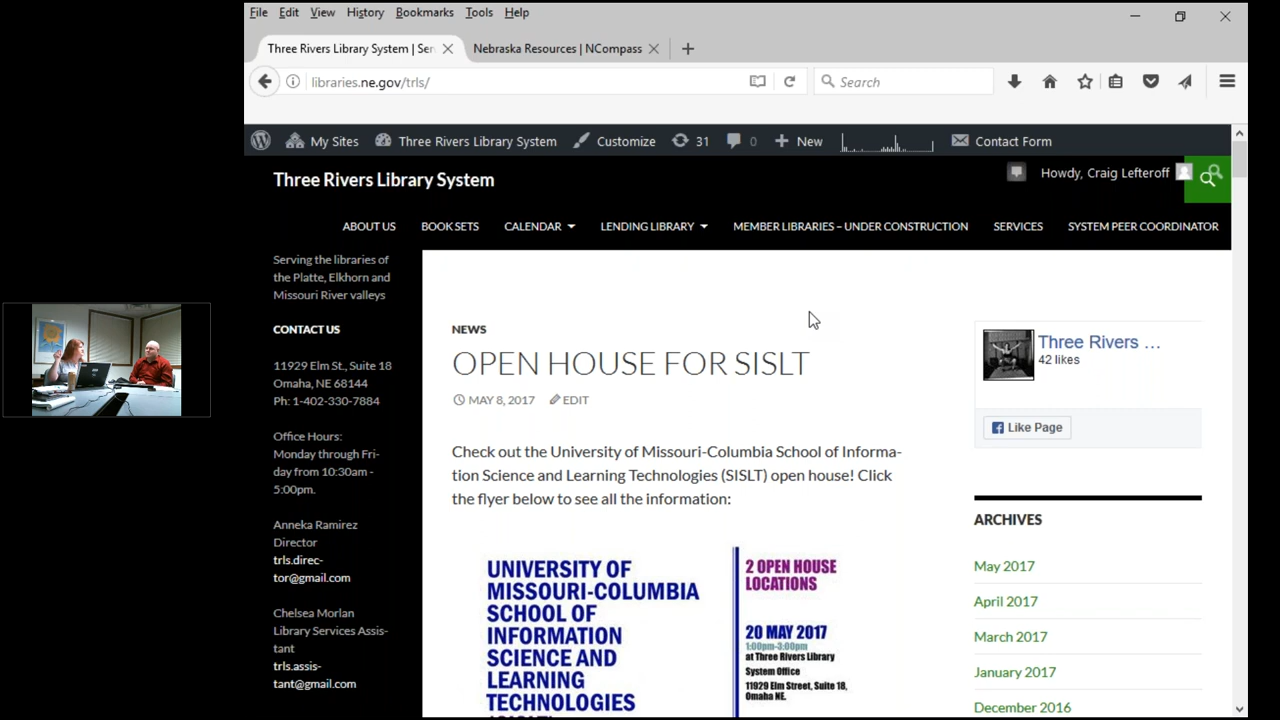 File Edit View History Bookmarks Tools Help
Three Rivers Library System | Ser
Nebraska Resources | NCompass
libraries.ne.gov/trls/
Search
My Sites Three Rivers Library System Customize 31 0 New Contact Form
Three Rivers Library System
Howdy, Craig Lefteroff
ABOUT US BOOK SETS CALENDAR LENDING LIBRARY MEMBER LIBRARIES – UNDER CONSTRUCTION SERVICES SYSTEM PEER COORDINATOR
Serving the libraries of
the Platte, Elkhorn and
Missouri River valleys
CONTACT US
11929 Elm St., Suite 18
Omaha, NE 68144
Ph: 1-402-330-7884
Office Hours:
Monday through Fri-
day from 10:30am -
5:00pm.
Anneka Ramirez
Director
trls.direc-
tor@gmail.com
Chelsea Morlan
Library Services Assis-
tant
trls.assis-
tant@gmail.com
NEWS
OPEN HOUSE FOR SISLT
MAY 8, 2017 EDIT
Check out the University of Missouri-Columbia School of Informa-
tion Science and Learning Technologies (SISLT) open house! Click
the flyer below to see all the information:
UNIVERSITY OF
MISSOURI-COLUMBIA
SCHOOL OF
INFORMATION
SCIENCE AND
LEARNING
TECHNOLOGIES
(SISLT)
2 OPEN HOUSE
LOCATIONS
20 MAY 2017
1:00pm-3:00pm
at Three Rivers Library
System Office
11929 Elm Street, Suite 18,
Omaha NE.
Three Rivers ...
42 likes
Like Page
ARCHIVES
May 2017
April 2017
March 2017
January 2017
December 2016